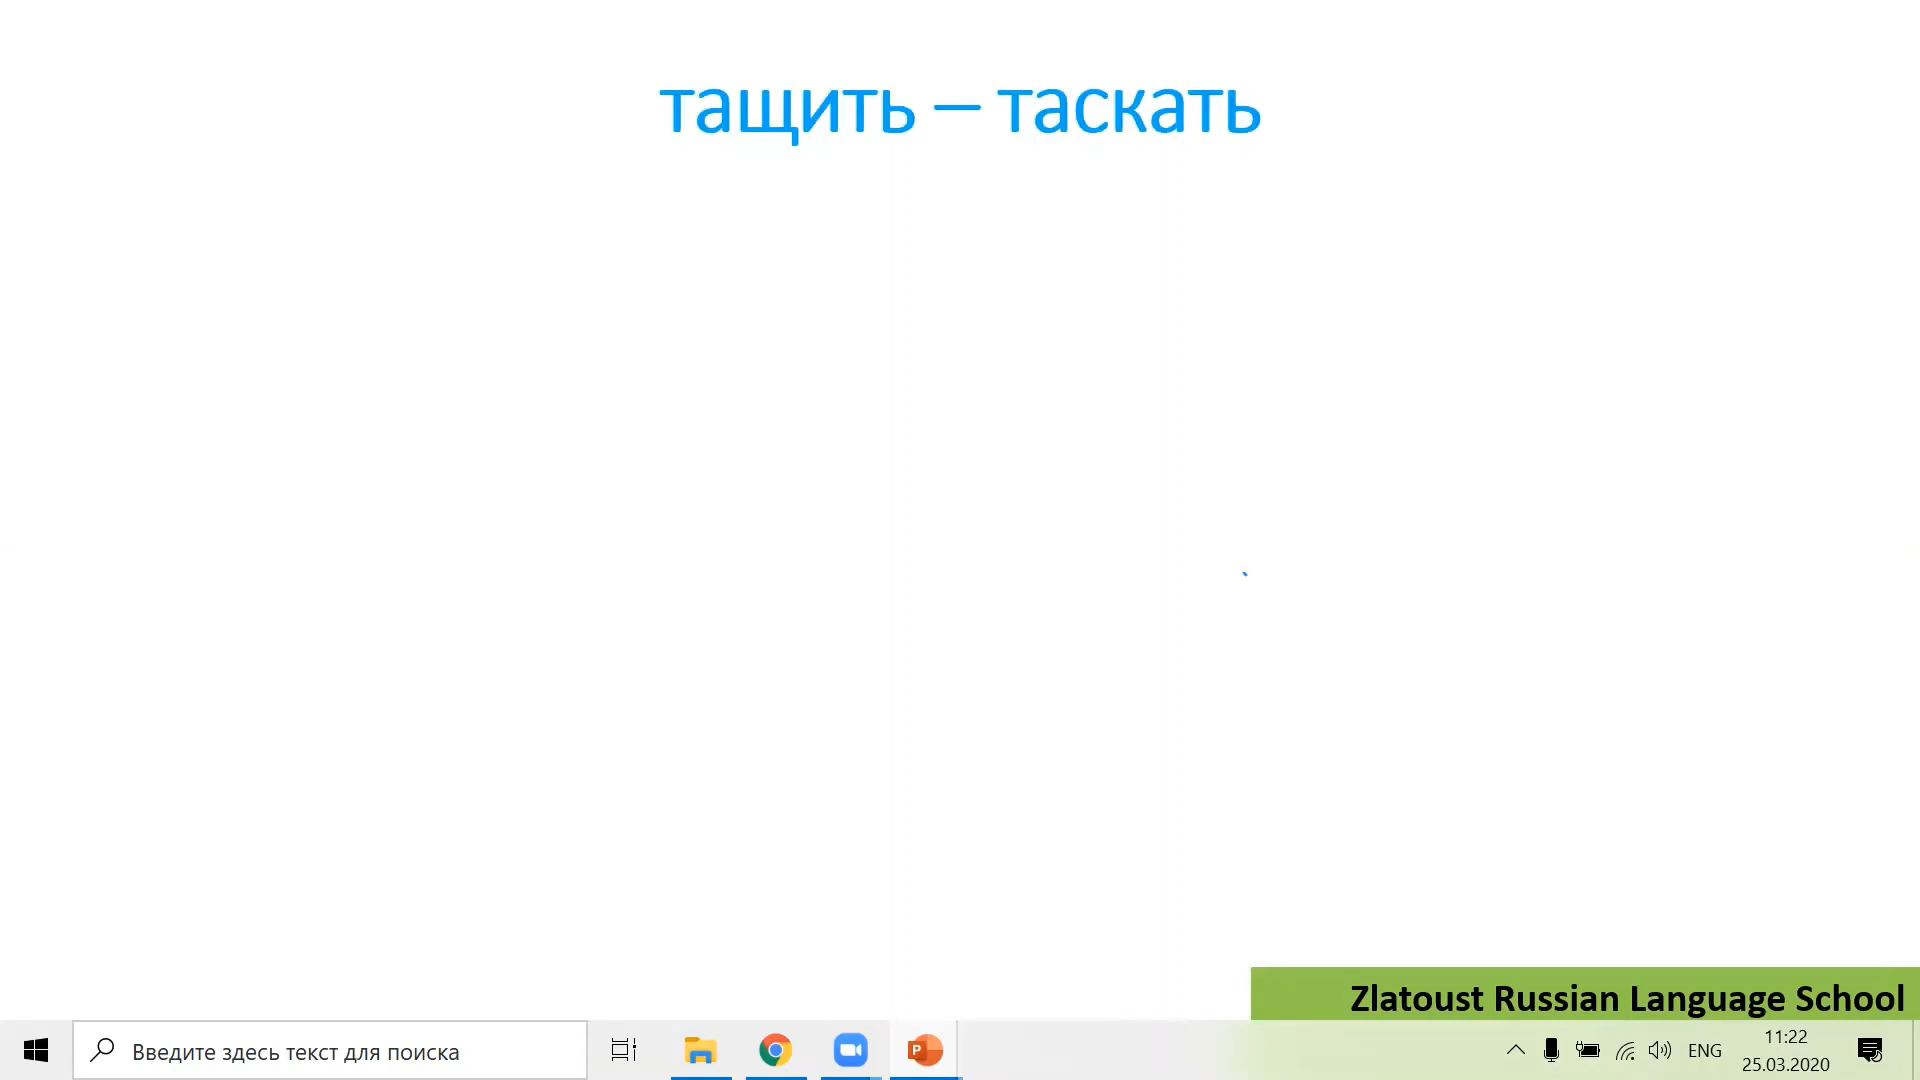 тащить – таскать
Zlatoust Russian Language School
Введите здесь текст для поиска
ENG
11:22
25.03.2020